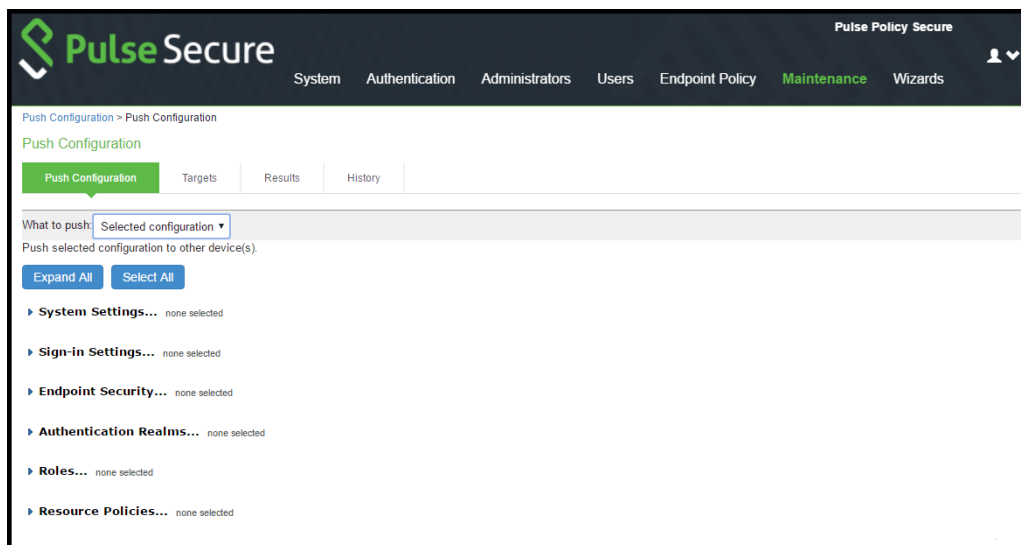 Pulse Policy Secure
Pulse Secure
System Authentication Administrators Users Endpoint Policy Maintenance Wizards
Push Configuration > Push Configuration
Push Configuration
Push Configuration Targets Results History
What to push: Selected configuration
Push selected configuration to other device(s).
Expand All Select All
System Settings... none selected
Sign-in Settings... none selected
Endpoint Security... none selected
Authentication Realms... none selected
Roles... none selected
Resource Policies... none selected